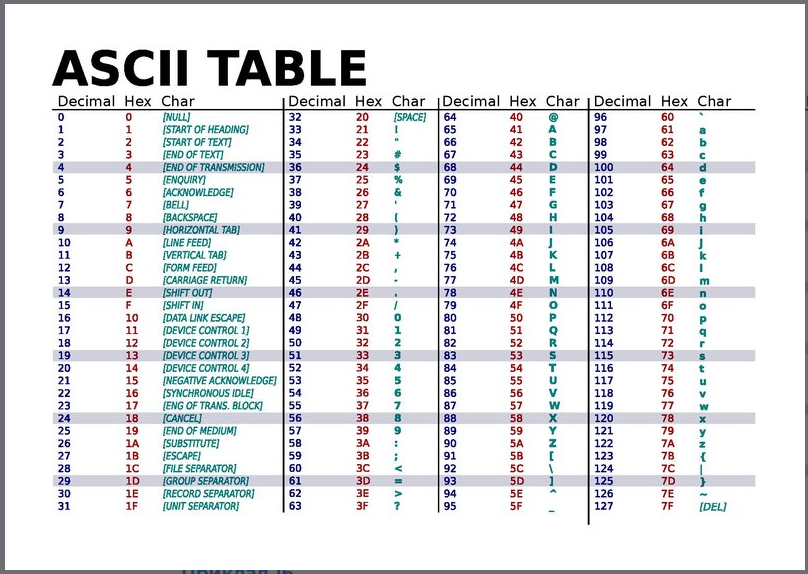 ASCII TABLE
Decimal Hex Char Decimal Hex Char Decimal Hex Char Decimal Hex Char
0 0 [NULL] 32 20 [SPACE] 64 40 @ 96 60 `
1 1 [START OF HEADING] 33 21 ! 65 41 A 97 61 a
2 2 [START OF TEXT] 34 22 " 66 42 B 98 62 b
3 3 [END OF TEXT] 35 23 # 67 43 C 99 63 c
4 4 [END OF TRANSMISSION] 36 24 $ 68 44 D 100 64 d
5 5 [ENQUIRY] 37 25 % 69 45 E 101 65 e
6 6 [ACKNOWLEDGE] 38 26 & 70 46 F 102 66 f
7 7 [BELL] 39 27 ' 71 47 G 103 67 g
8 8 [BACKSPACE] 40 28 ( 72 48 H 104 68 h
9 9 [HORIZONTAL TAB] 41 29 ) 73 49 I 105 69 i
10 A [LINE FEED] 42 2A * 74 4A J 106 6A j
11 B [VERTICAL TAB] 43 2B + 75 4B K 107 6B k
12 C [FORM FEED] 44 2C , 76 4C L 108 6C l
13 D [CARRIAGE RETURN] 45 2D - 77 4D M 109 6D m
14 E [SHIFT OUT] 46 2E . 78 4E N 110 6E n
15 F [SHIFT IN] 47 2F / 79 4F O 111 6F o
16 10 [DATA LINK ESCAPE] 48 30 0 80 50 P 112 70 p
17 11 [DEVICE CONTROL 1] 49 31 1 81 51 Q 113 71 q
18 12 [DEVICE CONTROL 2] 50 32 2 82 52 R 114 72 r
19 13 [DEVICE CONTROL 3] 51 33 3 83 53 S 115 73 s
20 14 [DEVICE CONTROL 4] 52 34 4 84 54 T 116 74 t
21 15 [NEGATIVE ACKNOWLEDGE] 53 35 5 85 55 U 117 75 u
22 16 [SYNCHRONOUS IDLE] 54 36 6 86 56 V 118 76 v
23 17 [ENG OF TRANS. BLOCK] 55 37 7 87 57 W 119 77 w
24 18 [CANCEL] 56 38 8 88 58 X 120 78 x
25 19 [END OF MEDIUM] 57 39 9 89 59 Y 121 79 y
26 1A [SUBSTITUTE] 58 3A : 90 5A Z 122 7A z
27 1B [ESCAPE] 59 3B ; 91 5B [ 123 7B {
28 1C [FILE SEPARATOR] 60 3C < 92 5C \ 124 7C |
29 1D [GROUP SEPARATOR] 61 3D = 93 5D ] 125 7D }
30 1E [RECORD SEPARATOR] 62 3E > 94 5E ^ 126 7E ~
31 1F [UNIT SEPARATOR] 63 3F ? 95 5F _ 127 7F [DEL]